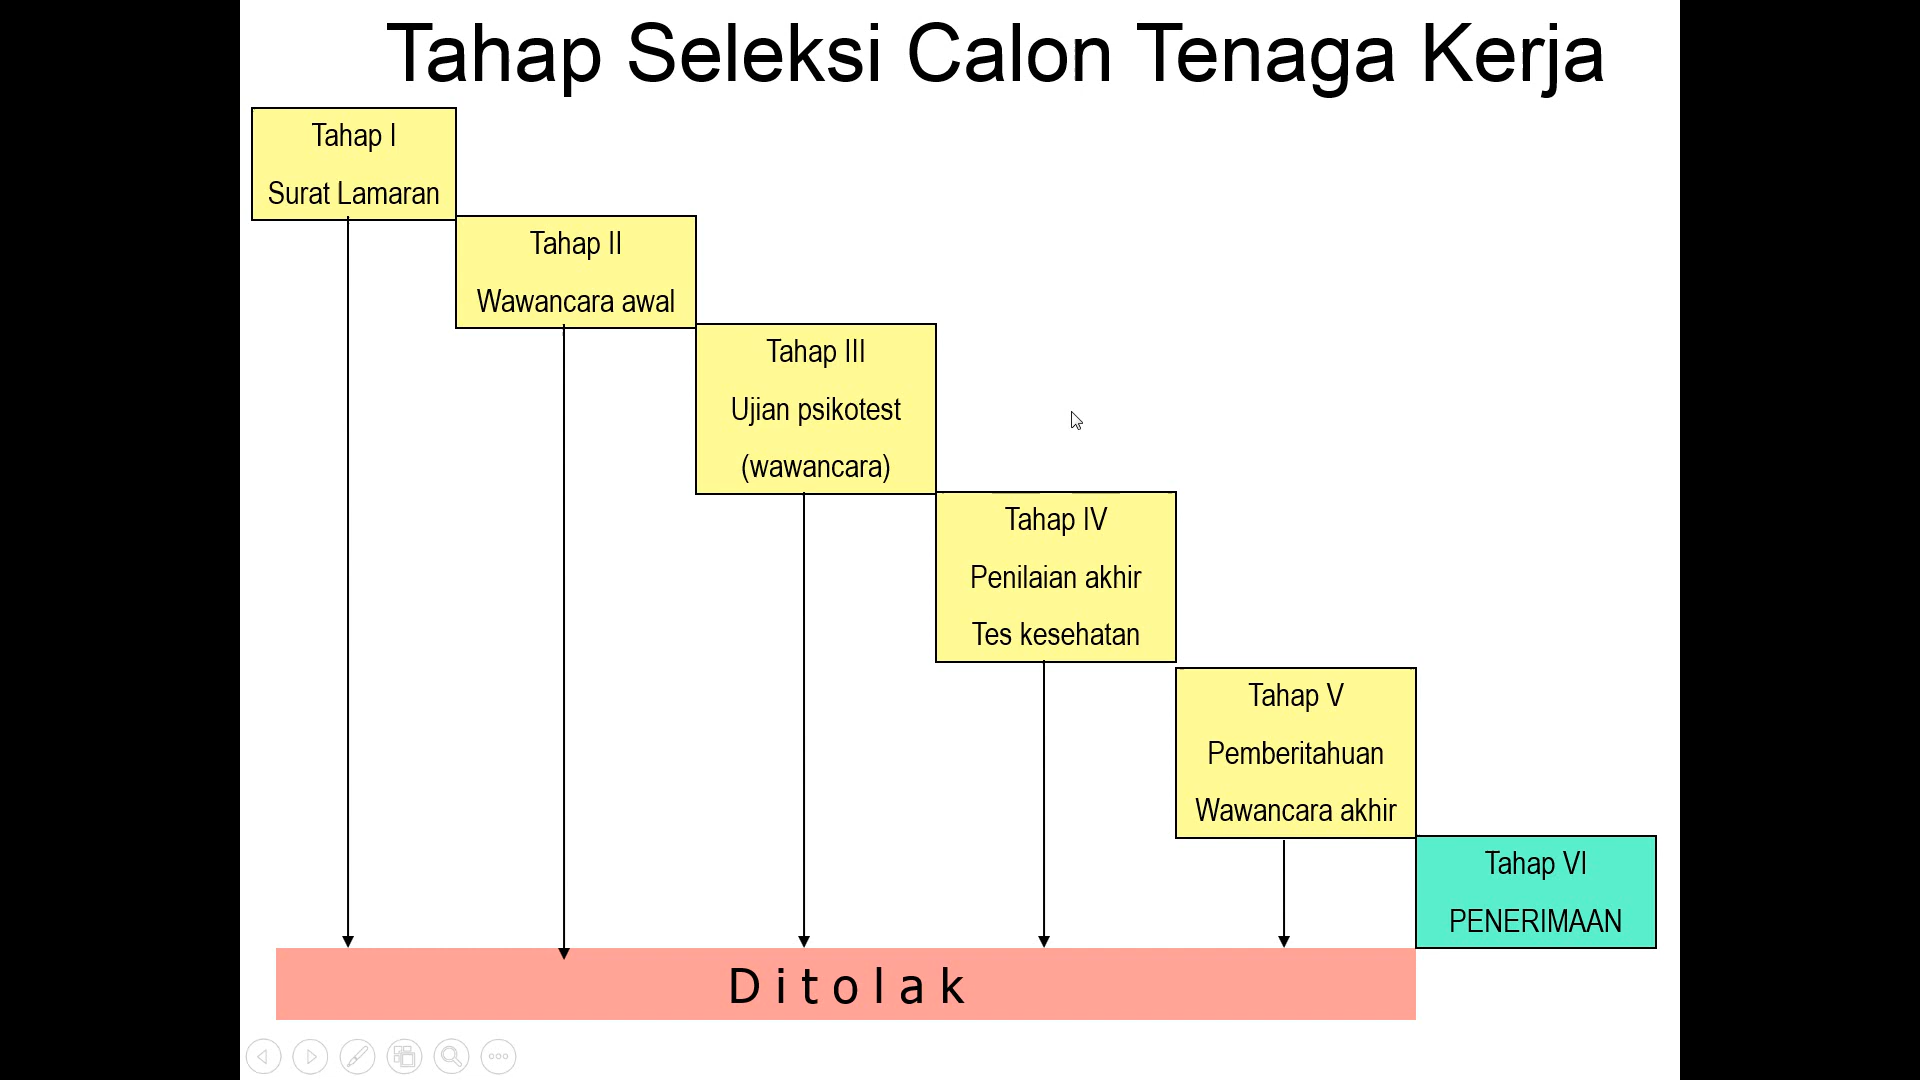 Tahap Seleksi Calon Tenaga Kerja
Tahap I
Surat Lamaran
Tahap II
Wawancara awal
Tahap III
Ujian psikotest
(wawancara)
Tahap IV
Penilaian akhir
Tes kesehatan
Tahap V
Pemberitahuan
Wawancara akhir
Tahap VI
PENERIMAAN
Ditolak